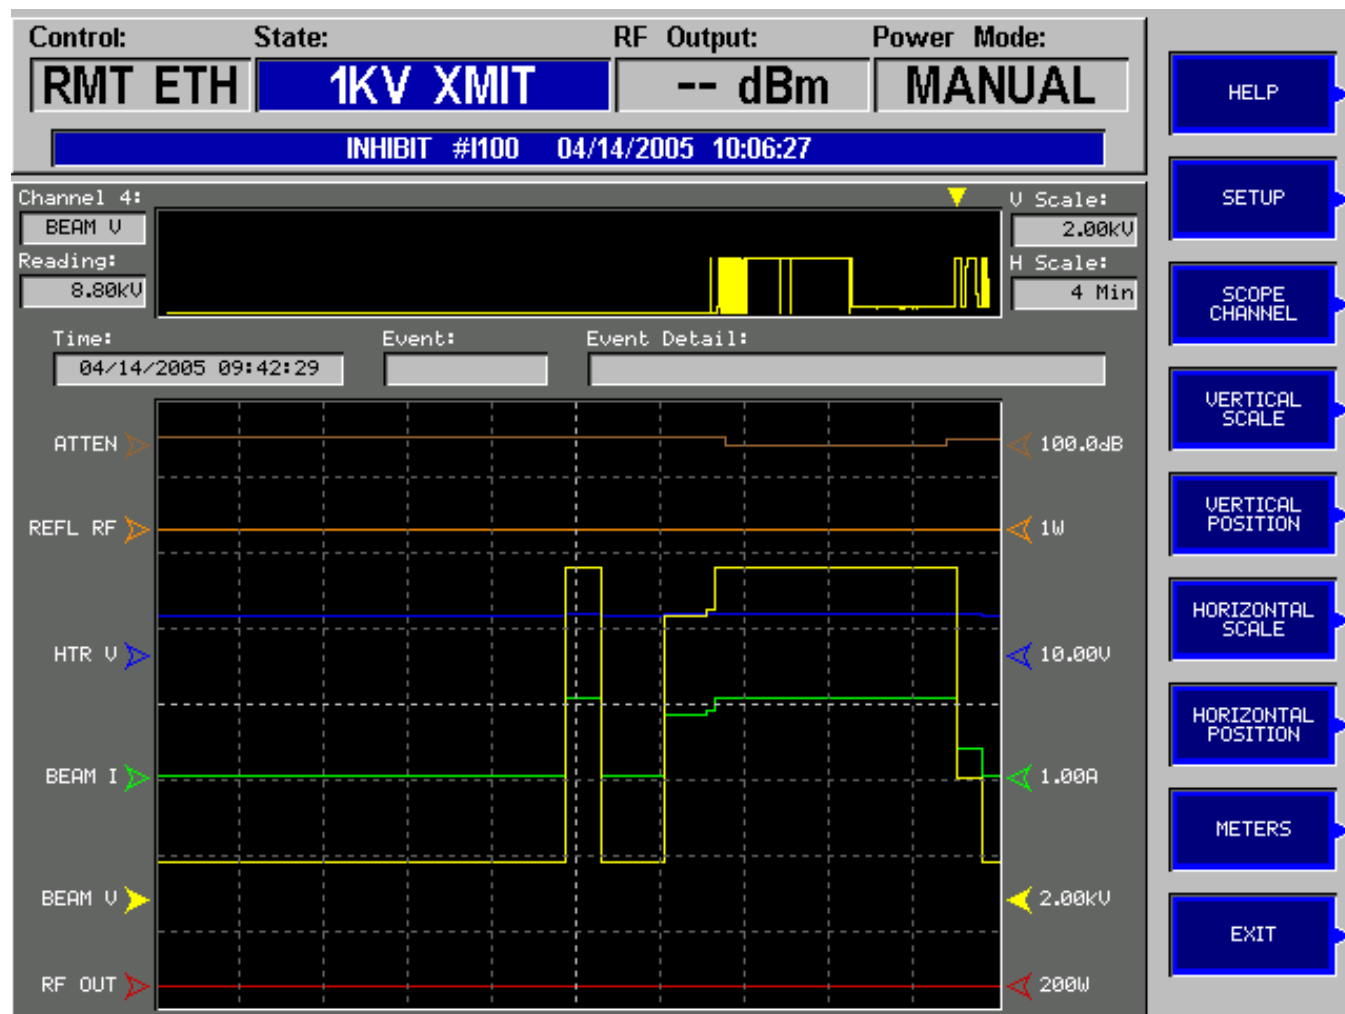 Control: State: RF Output: Power Mode:
RMT ETH 1KV XMIT -- dBm MANUAL
INHIBIT #I100 04/14/2005 10:06:27
Channel 4:
BEAM V
Reading:
8.80kV
V Scale:
2.00kV
H Scale:
4 Min
Time: Event: Event Detail:
04/14/2005 09:42:29
ATTEN 100.0dB
REFL RF 1W
HTR V 10.00V
BEAM I 1.00A
BEAM V 2.00kV
RF OUT 200W
HELP
SETUP
SCOPE
CHANNEL
VERTICAL
SCALE
VERTICAL
POSITION
HORIZONTAL
SCALE
HORIZONTAL
POSITION
METERS
EXIT